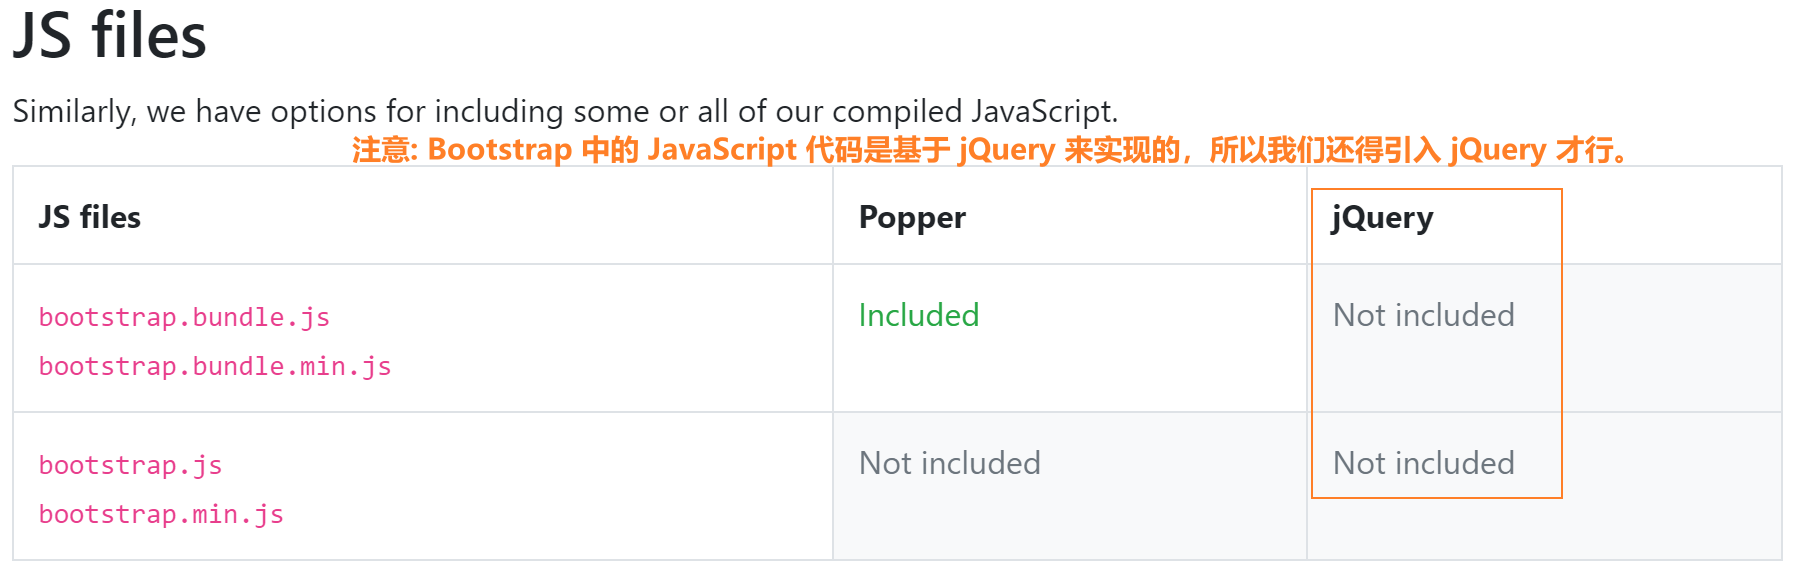 JS files
Similarly, we have options for including some or all of our compiled JavaScript.
注意: Bootstrap 中的 JavaScript 代码是基于 jQuery 来实现的，所以我们还得引入 jQuery 才行。
JS files Popper jQuery
bootstrap.bundle.js Included Not included
bootstrap.bundle.min.js
bootstrap.js Not included Not included
bootstrap.min.js